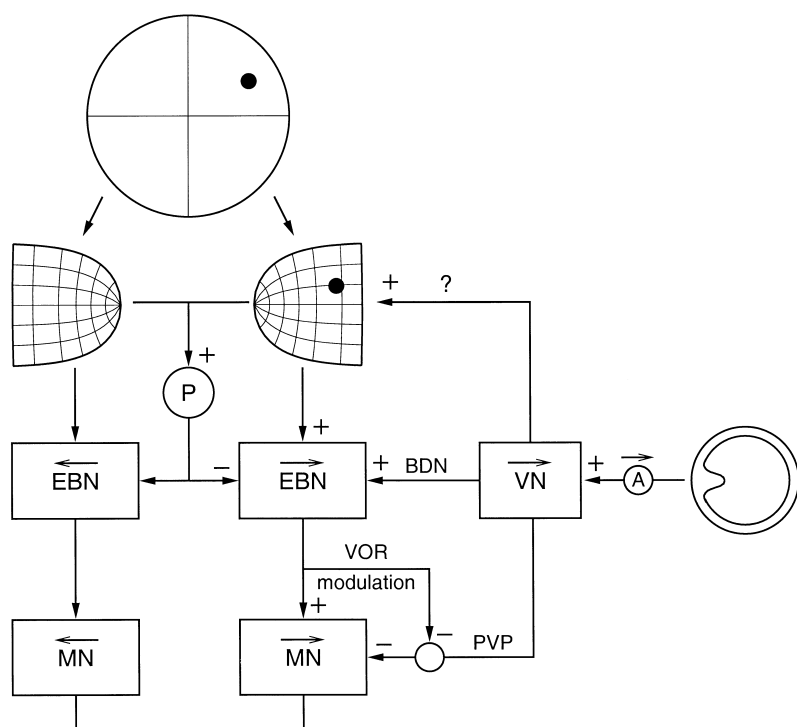 + ?
+
P
+
← EBN
−
→ EBN
+ BDN
→ VN
+
→ A
VOR
modulation
+
−
← MN
→ MN
−
PVP